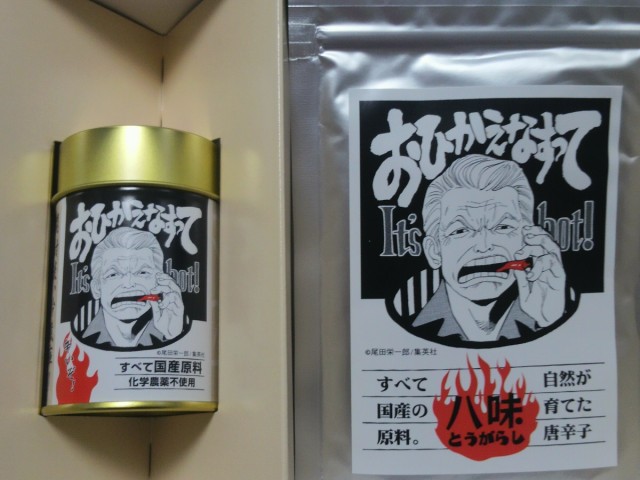 おひかえなすって
It's hot!
©尾田栄一郎/集英社
すべて国産原料
化学農薬不使用
おひかえなすって
It's hot!
©尾田栄一郎/集英社
すべて
国産の
原料。
八味
とうがらし
自然が
育てた
唐辛子